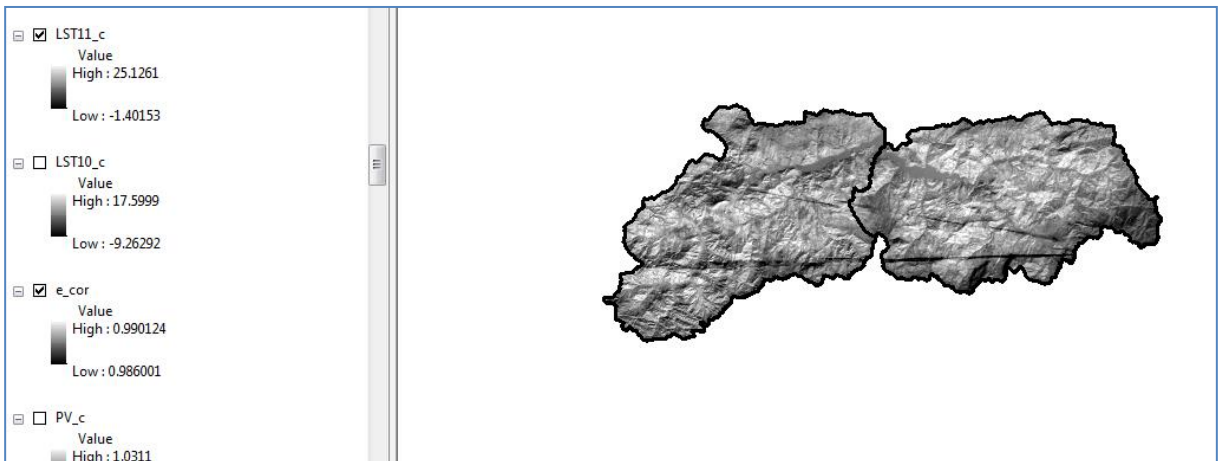 LST11_c
Value
High : 25.1261
Low : -1.40153
LST10_c
Value
High : 17.5999
Low : -9.26292
e_cor
Value
High : 0.990124
Low : 0.986001
PV_c
Value
High : 1.0311